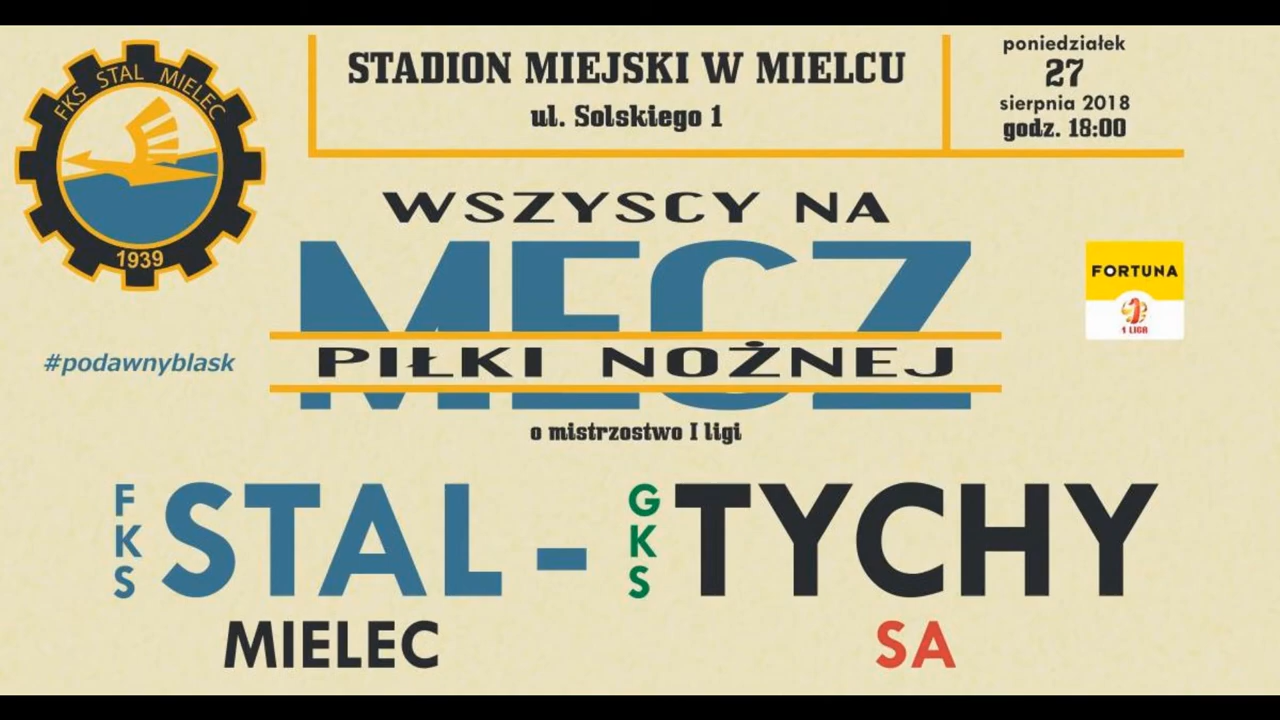 FKS STAL MIELEC
1939
STADION MIEJSKI W MIELCU
ul. Solskiego 1
poniedziałek
27
sierpnia 2018
godz. 18:00
WSZYSCY NA
MECZ
PIŁKI NOŻNEJ
o mistrzostwo I ligi
#podawnyblask
FORTUNA
1 LIGA
FKS STAL - GKS TYCHY
MIELEC SA